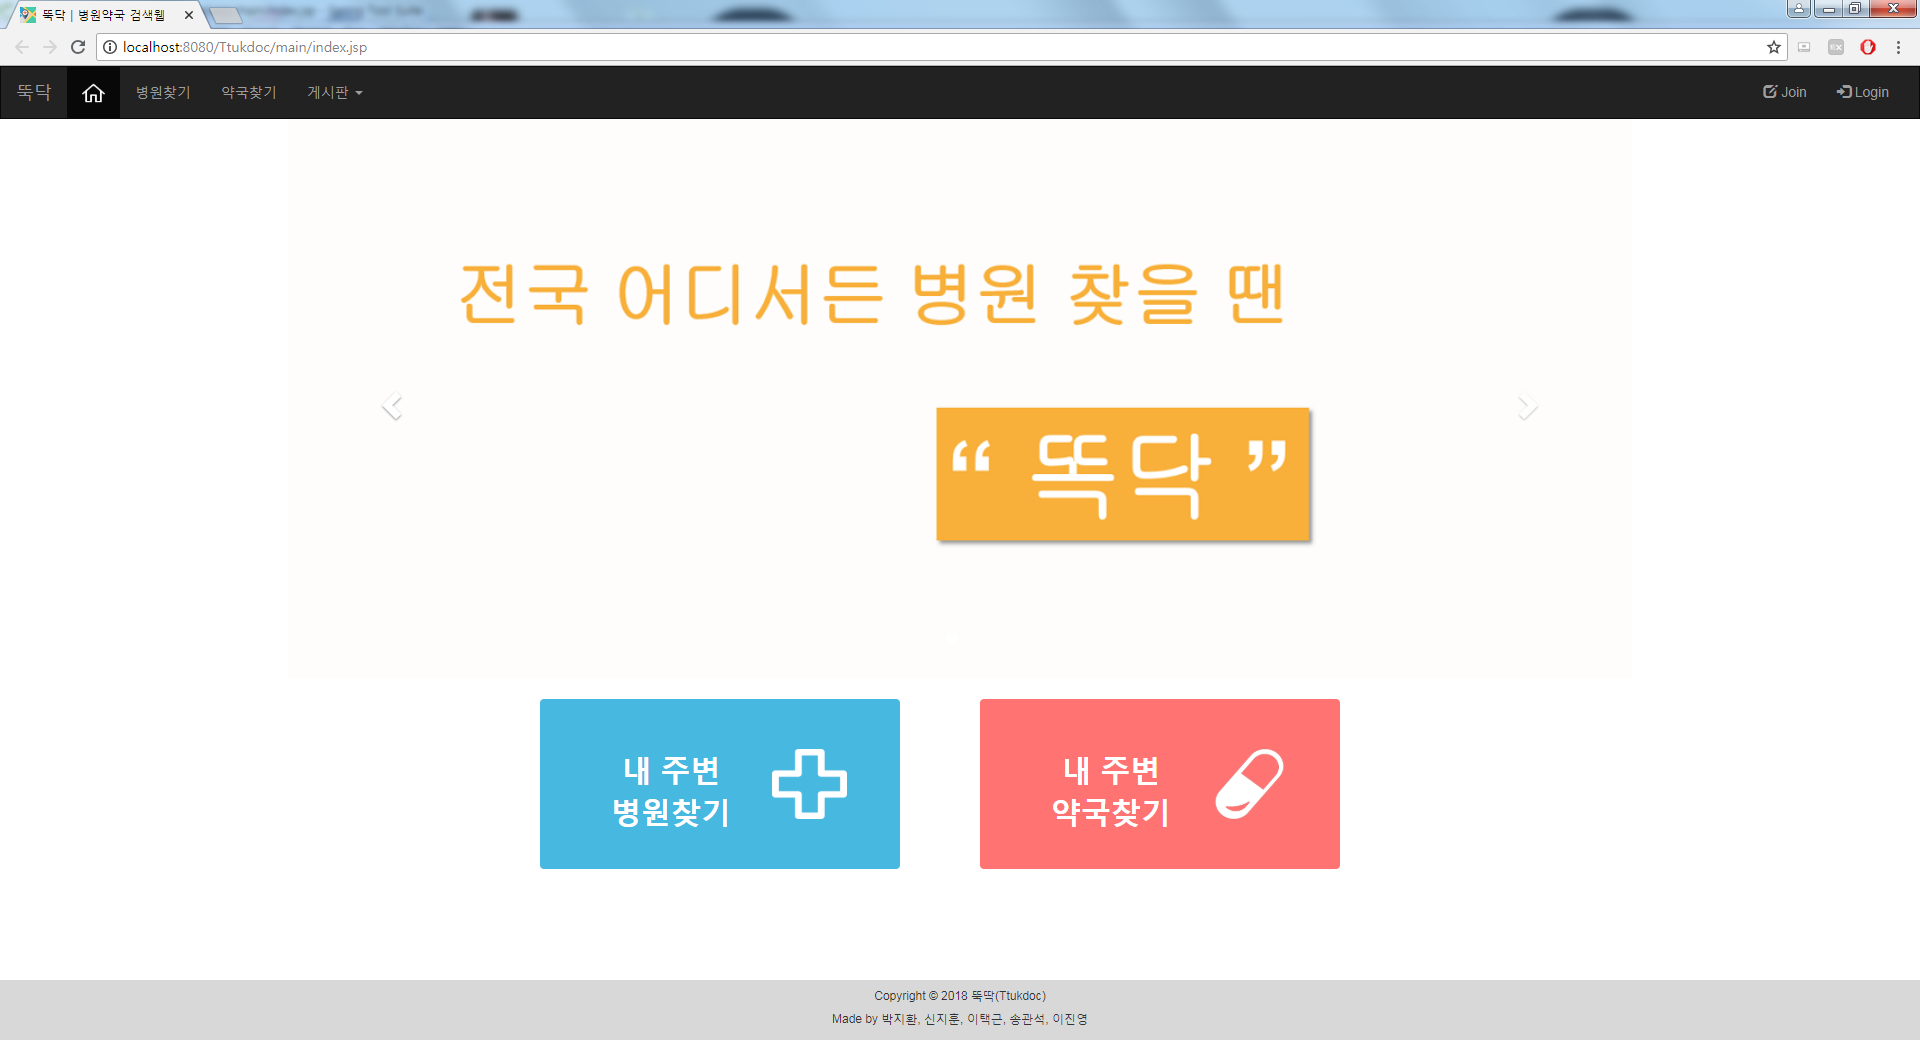 뚝닥 | 병원약국 검색웹
localhost:8080/Ttukdoc/main/index.jsp
뚝닥 병원찾기 약국찾기 게시판 Join Login
전국 어디서든 병원 찾을 땐
“ 똑닥 ”
내 주변
병원찾기
내 주변
약국찾기
Copyright © 2018 뚝딱(Ttukdoc)
Made by 박지환, 신지훈, 이택근, 송관석, 이진영